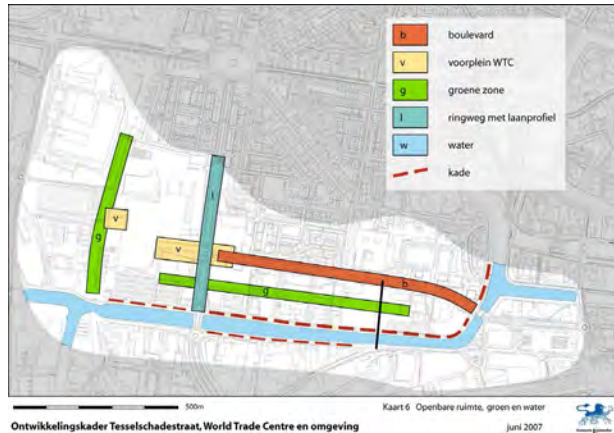 b boulevard
v voorplein WTC
g groene zone
l ringweg met laanprofiel
w water
kade
l
v
g
v
b
g
500m
Kaart 6 Openbare ruimte, groen en water
Ontwikkelingskader Tesselschadestraat, World Trade Centre en omgeving
juni 2007